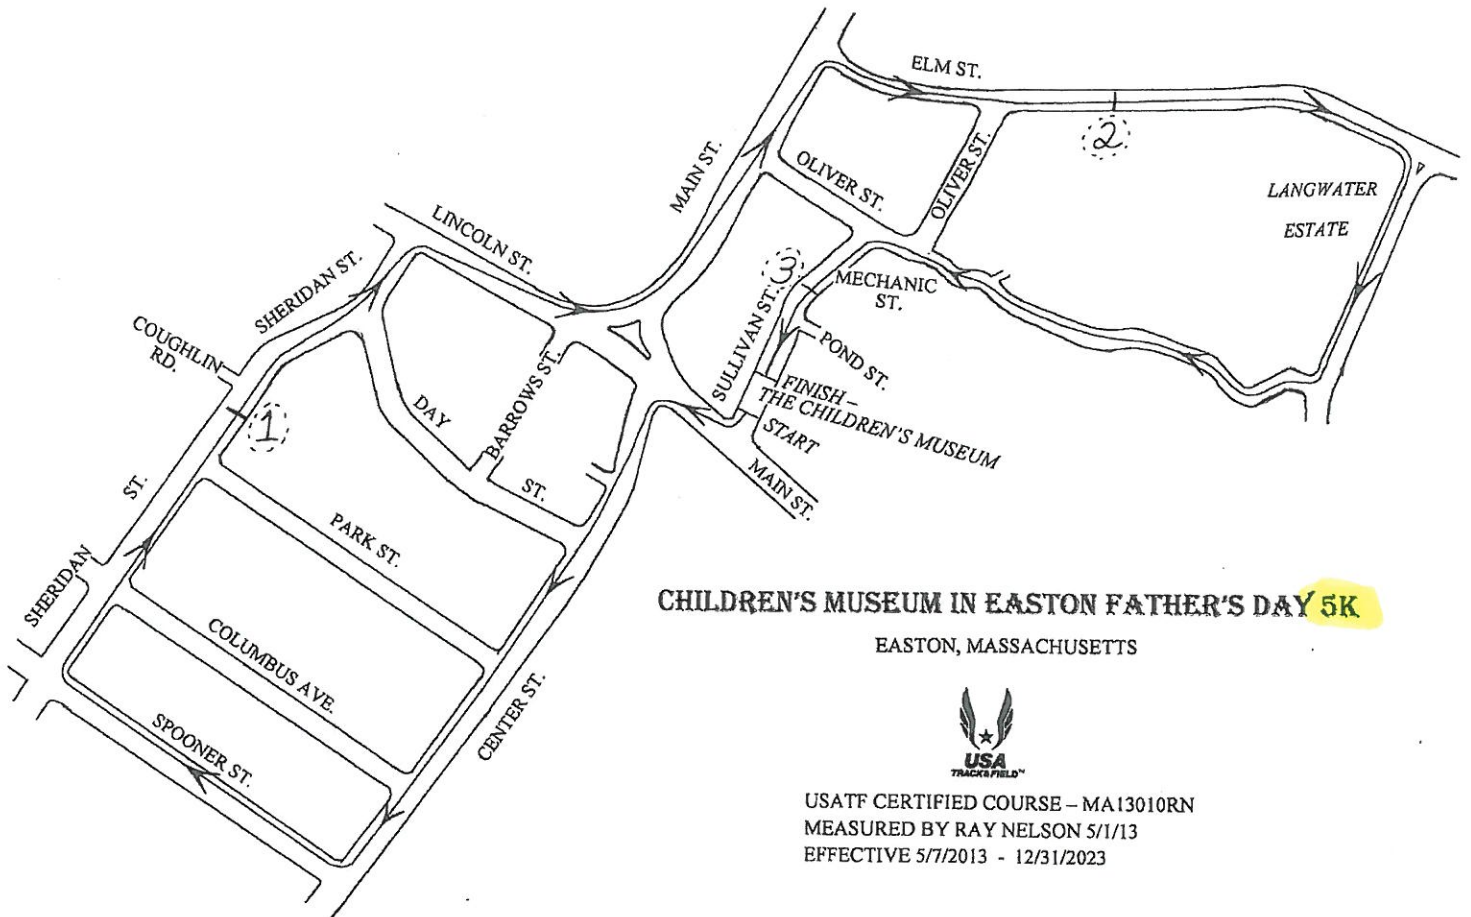 ELM ST.
2
MAIN ST.
OLIVER ST.
OLIVER ST.
LANGWATER
ESTATE
LINCOLN ST.
SHERIDAN ST.
3
MECHANIC
ST.
COUGHLIN
RD.
SULLIVAN ST.
POND ST.
BARROWS ST.
FINISH –
THE CHILDREN'S MUSEUM
START
DAY
ST.
1
MAIN ST.
SHERIDAN
ST.
PARK ST.
COLUMBUS AVE.
SPOONER ST.
CENTER ST.
CHILDREN'S MUSEUM IN EASTON FATHER'S DAY 5K
EASTON, MASSACHUSETTS
USA
TRACK&FIELD™
USATF CERTIFIED COURSE – MA13010RN
MEASURED BY RAY NELSON 5/1/13
EFFECTIVE 5/7/2013 - 12/31/2023